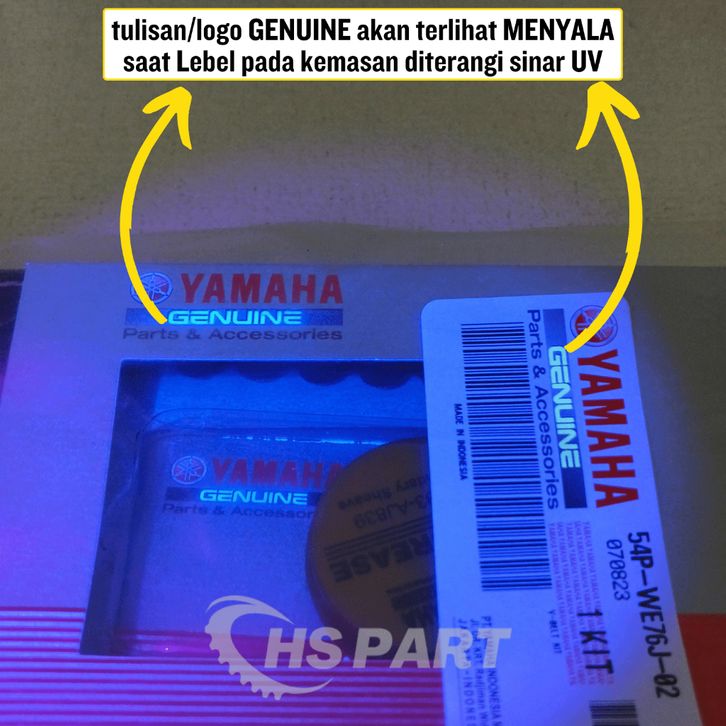 tulisan/logo GENUINE akan terlihat MENYALA
saat Lebel pada kemasan diterangi sinar UV
YAMAHA
GENUINE
Parts & Accessories
YAMAHA
GENUINE
Parts & Accessories
MADE IN INDONESIA
54P-WE76J-02
070823
1 KIT
V-BELT KIT
YAMAHA
GENUINE
Parts & Accessories
HS PART